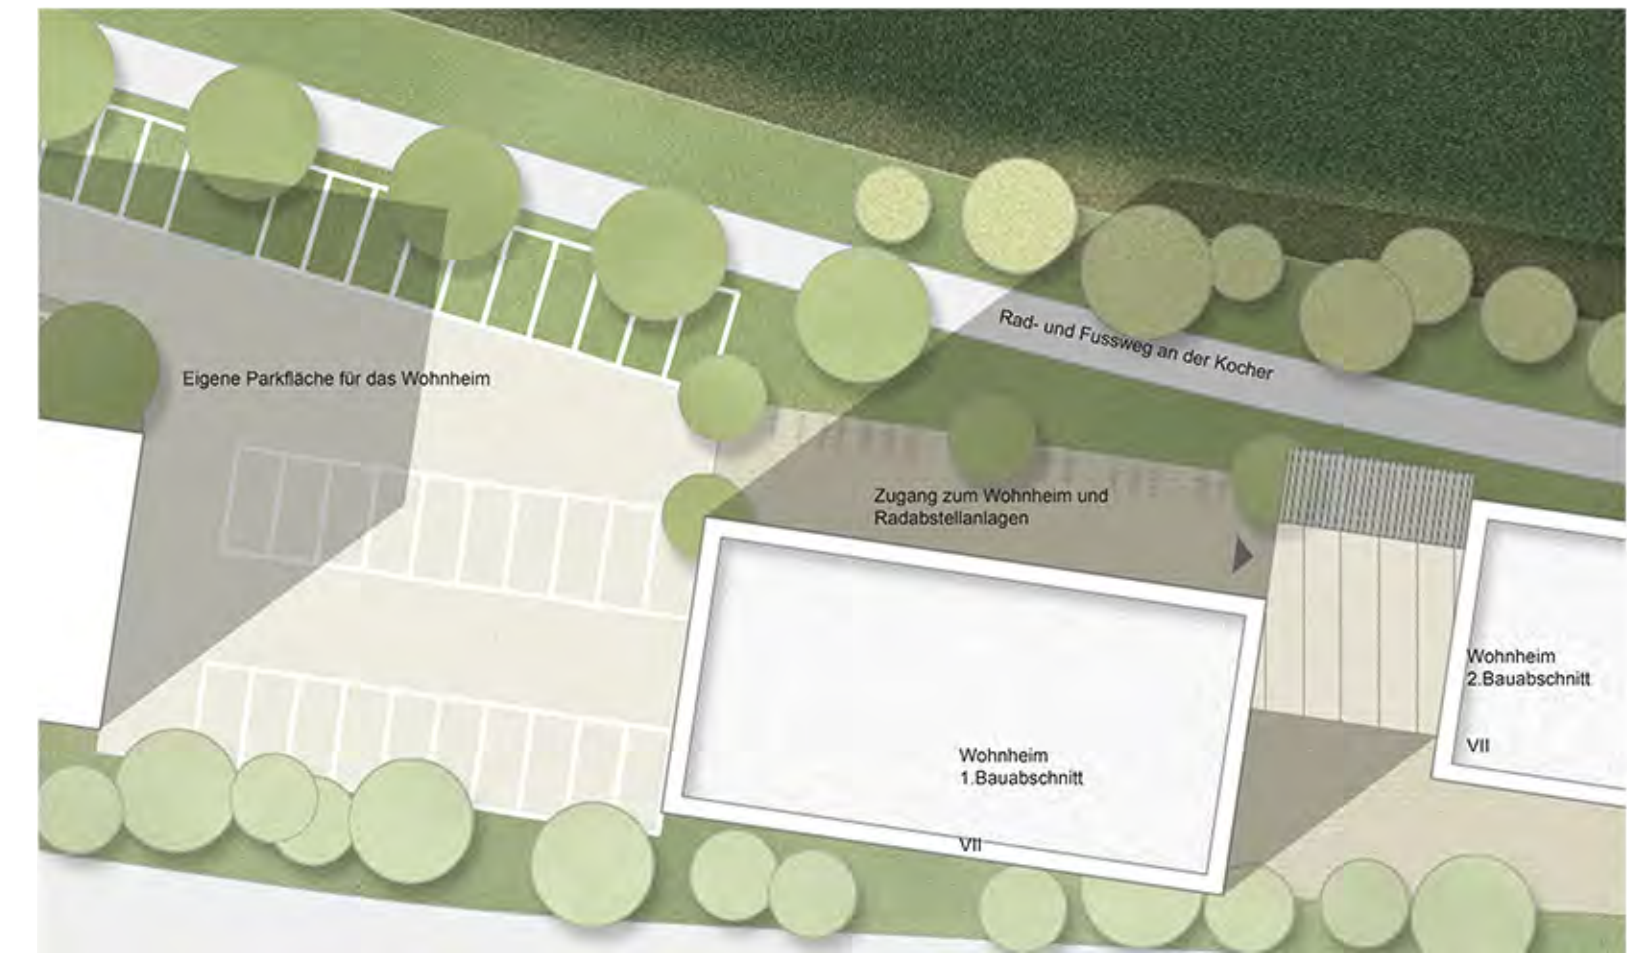 Rad- und Fussweg an der Kocher
Eigene Parkfläche für das Wohnheim
Zugang zum Wohnheim und
Radabstellanlagen
Wohnheim
2.Bauabschnitt
VII
Wohnheim
1.Bauabschnitt
VII